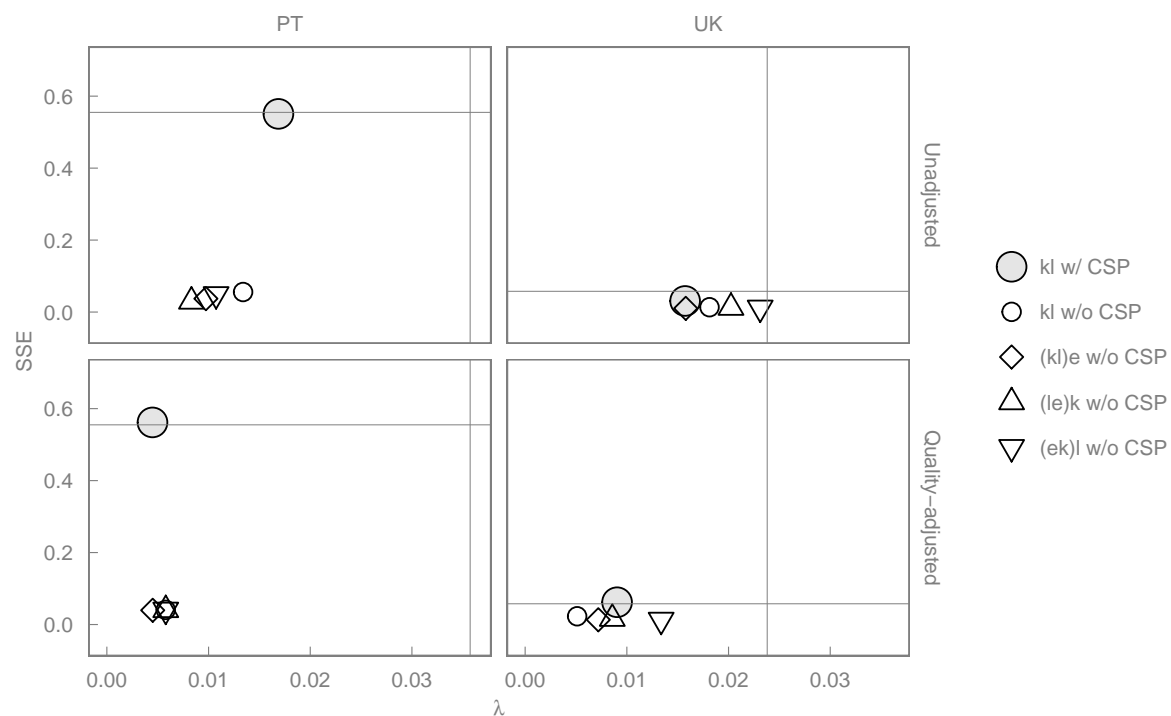 PT
UK
0.6
0.4
0.2
0.0
Unadjusted
SSE
0.6
0.4
0.2
0.0
Quality−adjusted
0.00 0.01 0.02 0.03
0.00 0.01 0.02 0.03
λ
kl w/ CSP
kl w/o CSP
(kl)e w/o CSP
(le)k w/o CSP
(ek)l w/o CSP